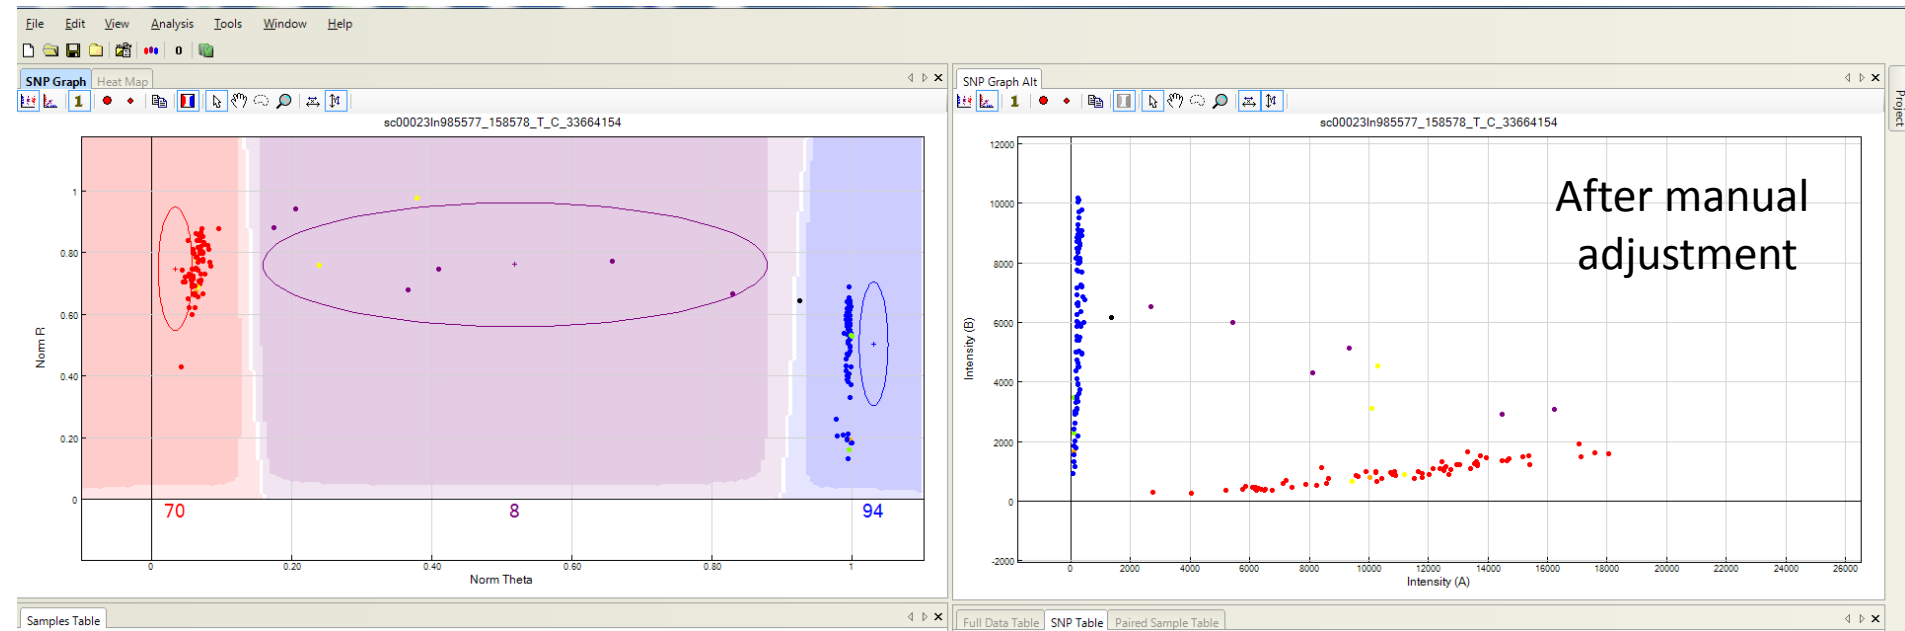 File Edit View Analysis Tools Window Help
0
SNP Graph Heat Map
SNP Graph Alt
Project
1
1
sc00023ln985577_158578_T_C_33664154
Norm R
1
0.80
0.60
0.40
0.20
0
70 8 94
0 0.20 0.40 0.60 0.80 1
Norm Theta
sc00023ln985577_158578_T_C_33664154
After manual
adjustment
Intensity (B)
12000
10000
8000
6000
4000
2000
0
-2000
0 2000 4000 6000 8000 10000 12000 14000 16000 18000 20000 22000 24000 26000
Intensity (A)
Samples Table
Full Data Table SNP Table Paired Sample Table